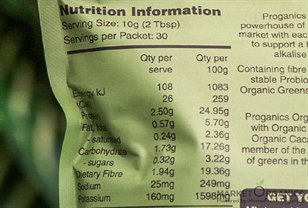 Nutrition Information
Serving Size: 10g (2 Tbsp)
Servings per Packet: 30
Qty per serve Qty per 100g
Energy kJ 108 1083
(Cal 26 259
Protein 2.50g 24.95g
Fat, total 0.57g 5.70g
- saturated 0.24g 2.36g
Carbohydrate 1.73g 17.26g
- sugars 0.32g 3.22g
Dietary Fibre 1.94g 19.36g
Sodium 25mg 249mg
Potassium 160mg 1598mg
Proganics
powerhouse of
market with each
to support a
alkalise
Containing fibre
stable Probio
Organic Greens
Proganics Org
with Organic
Organic Cac
member of the
of greens in th
GET YO
MARKET